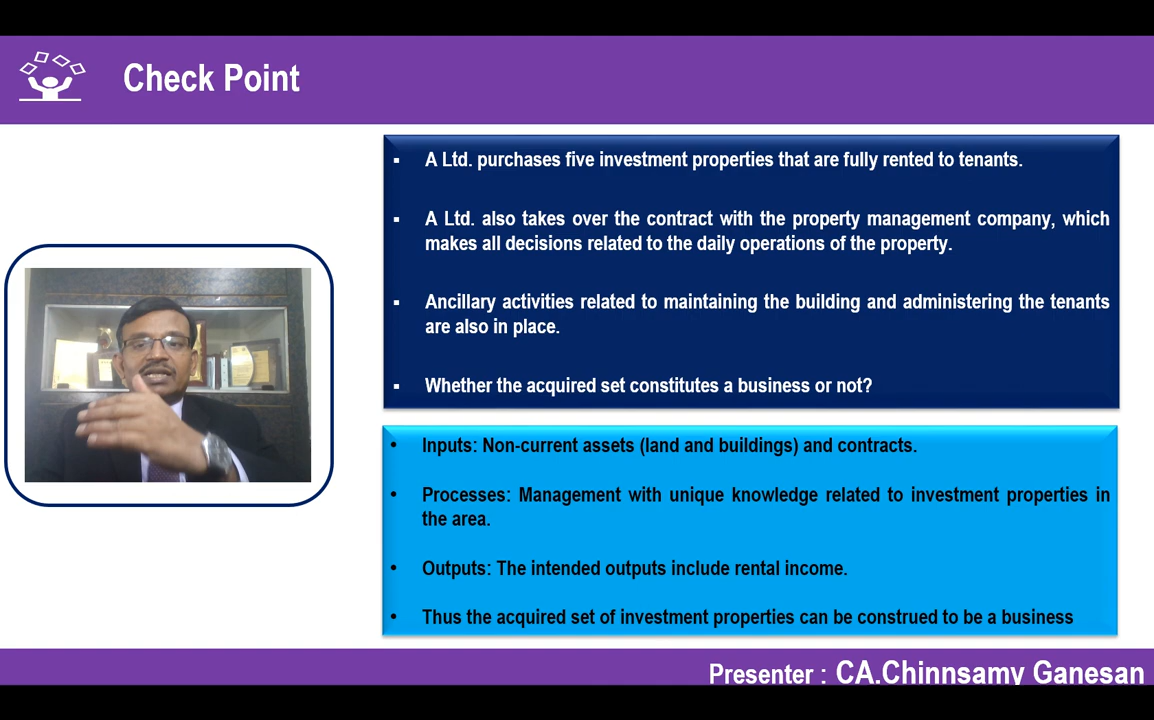 Check Point
▪ A Ltd. purchases five investment properties that are fully rented to tenants.
▪ A Ltd. also takes over the contract with the property management company, which
makes all decisions related to the daily operations of the property.
▪ Ancillary activities related to maintaining the building and administering the tenants
are also in place.
▪ Whether the acquired set constitutes a business or not?
• Inputs: Non-current assets (land and buildings) and contracts.
• Processes: Management with unique knowledge related to investment properties in
the area.
• Outputs: The intended outputs include rental income.
• Thus the acquired set of investment properties can be construed to be a business
Presenter : CA.Chinnsamy Ganesan